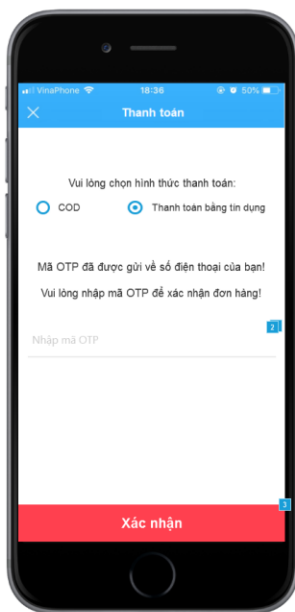 VinaPhone 18:36 50%
Thanh toán
Vui lòng chọn hình thức thanh toán:
COD Thanh toán bằng tín dụng
Mã OTP đã được gửi về số điện thoại của bạn!
Vui lòng nhập mã OTP để xác nhận đơn hàng!
2
Nhập mã OTP
3
Xác nhận